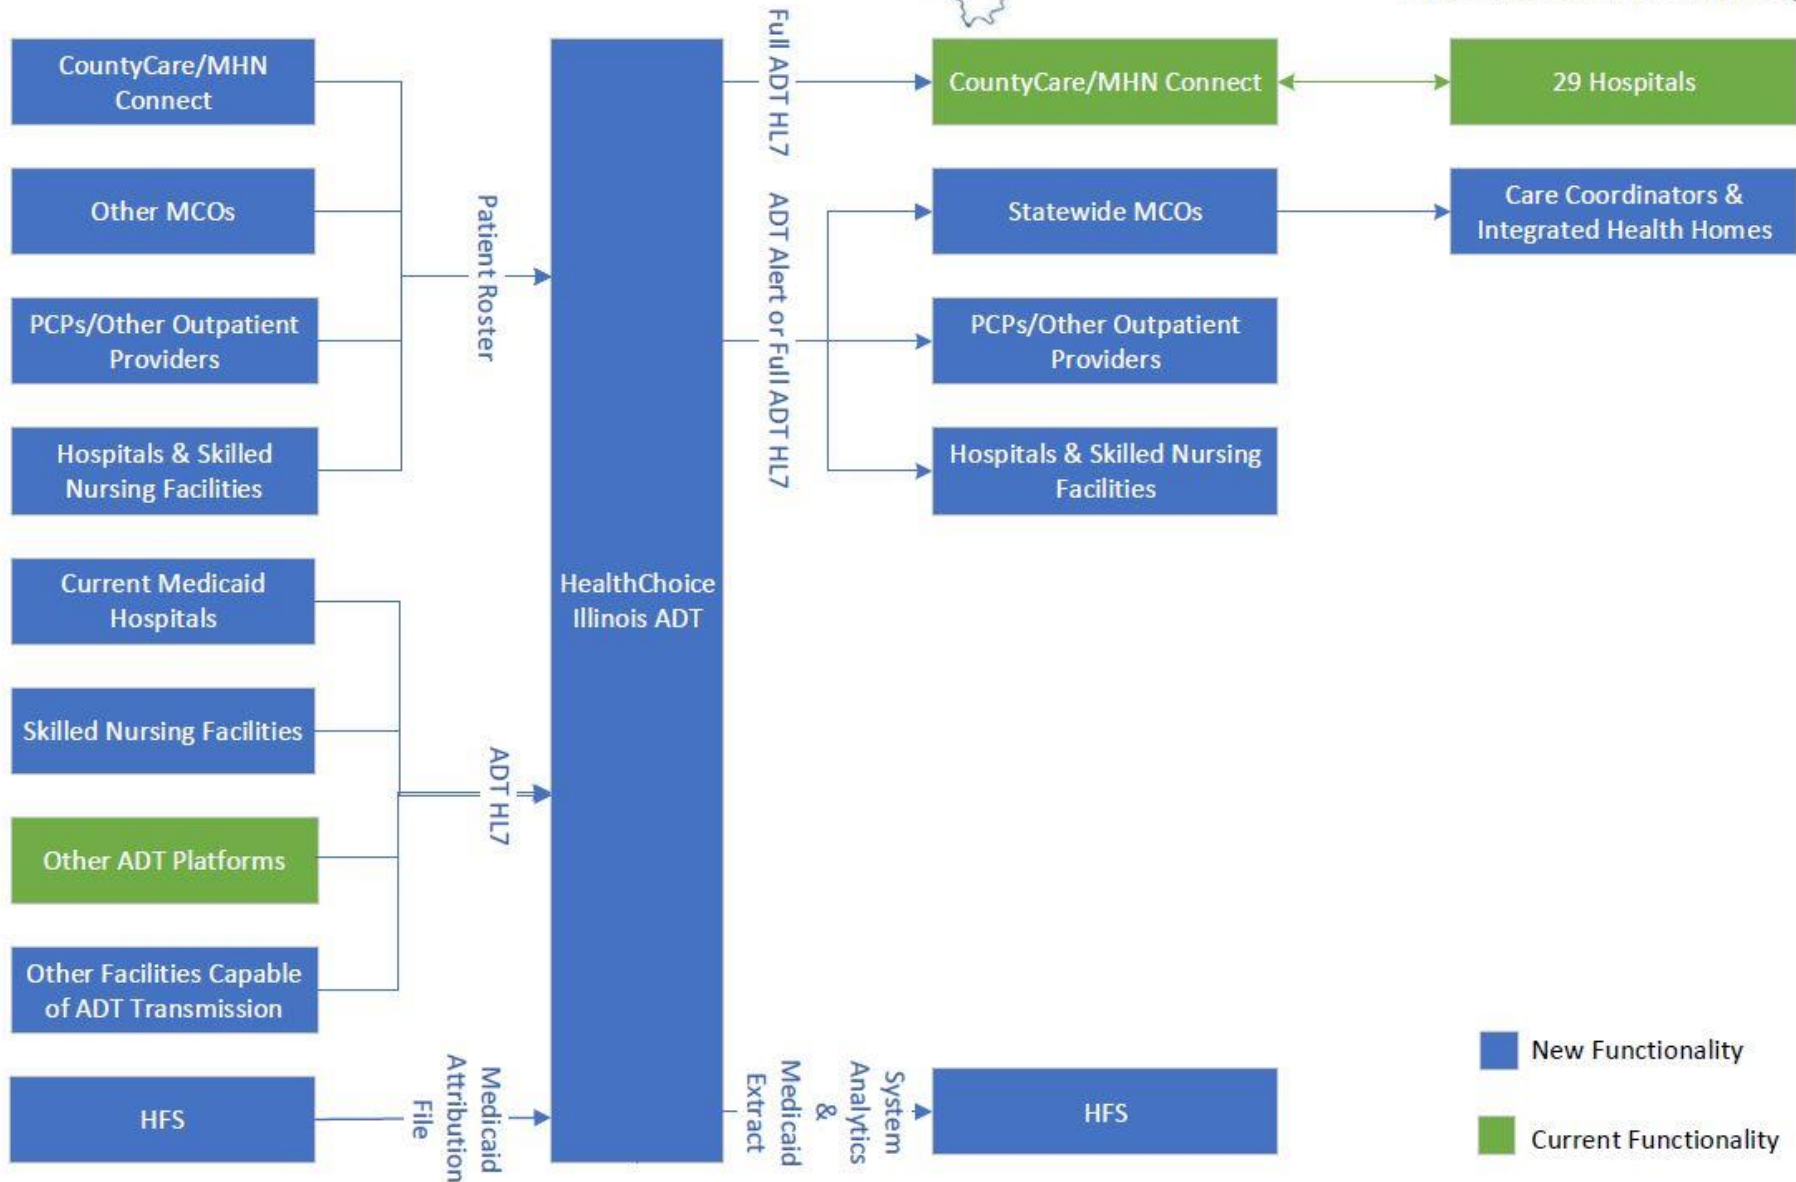 CountyCare/MHN
Connect
Other MCOs
PCPs/Other Outpatient
Providers
Hospitals & Skilled
Nursing Facilities
Patient Roster
Current Medicaid
Hospitals
Skilled Nursing Facilities
Other ADT Platforms
Other Facilities Capable
of ADT Transmission
ADT HL7
HFS
Medicaid
Attribution
File
HealthChoice
Illinois ADT
Full ADT HL7
CountyCare/MHN Connect
29 Hospitals
ADT Alert or Full ADT HL7
Statewide MCOs
Care Coordinators &
Integrated Health Homes
PCPs/Other Outpatient
Providers
Hospitals & Skilled Nursing
Facilities
System
Analytics
&
Medicaid
Extract
HFS
New Functionality
Current Functionality